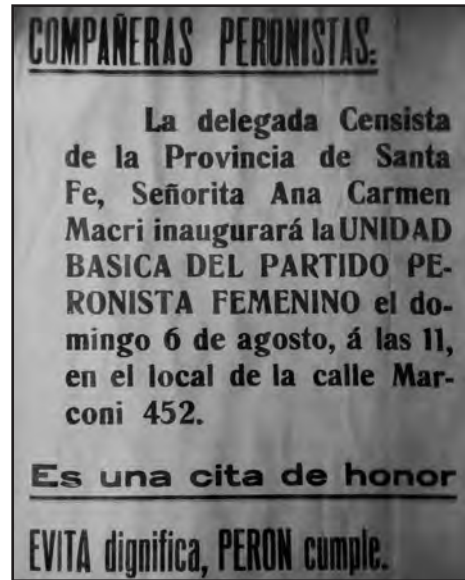 COMPAÑERAS PERONISTAS:
La delegada Censista
de la Provincia de Santa
Fe, Señorita Ana Carmen
Macri inaugurará la UNIDAD
BASICA DEL PARTIDO PE-
RONISTA FEMENINO el do-
mingo 6 de agosto, á las 11,
en el local de la calle Mar-
coni 452.
Es una cita de honor
EVITA dignifica, PERON cumple.